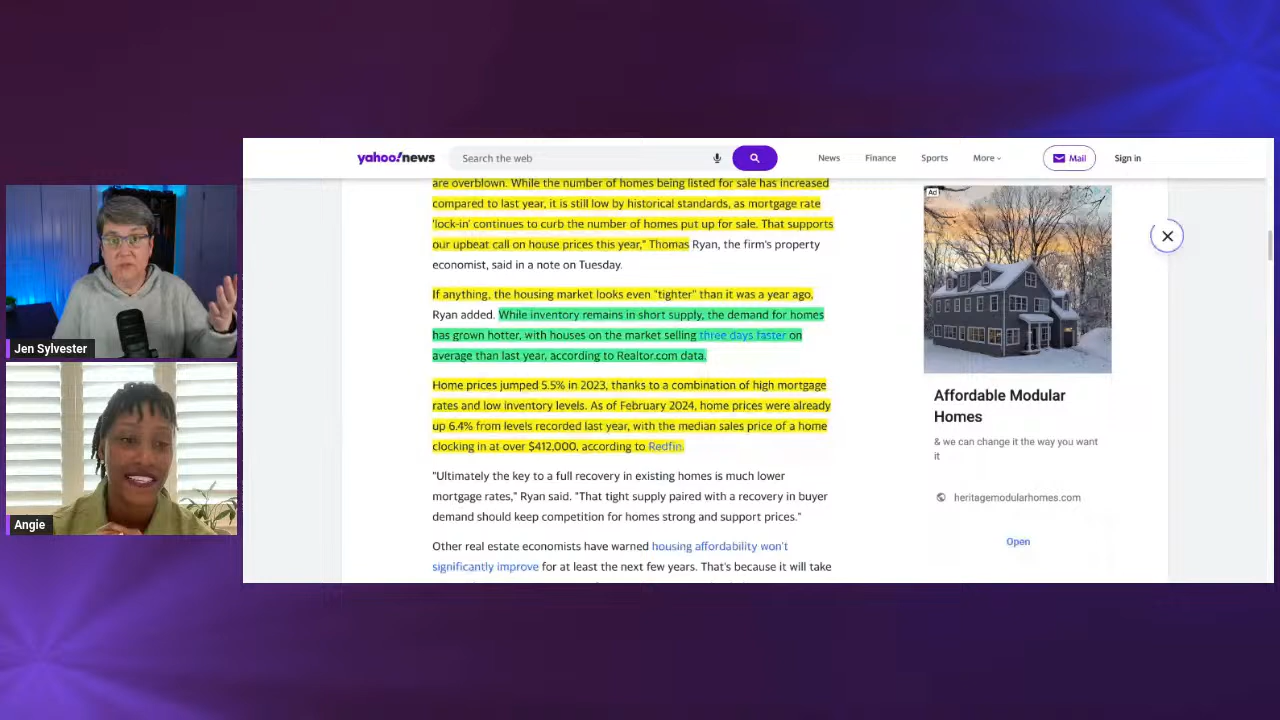 yahoo!news
Search the web
News
Finance
Sports
More
Mail
Sign in
are overblown. While the number of homes being listed for sale has increased
compared to last year, it is still low by historical standards, as mortgage rate
'lock-in' continues to curb the number of homes put up for sale. That supports
our upbeat call on house prices this year," Thomas Ryan, the firm's property
economist, said in a note on Tuesday.
If anything, the housing market looks even "tighter" than it was a year ago,
Ryan added. While inventory remains in short supply, the demand for homes
has grown hotter, with houses on the market selling three days faster on
average than last year, according to Realtor.com data.
Home prices jumped 5.5% in 2023, thanks to a combination of high mortgage
rates and low inventory levels. As of February 2024, home prices were already
up 6.4% from levels recorded last year, with the median sales price of a home
clocking in at over $412,000, according to Redfin.
"Ultimately the key to a full recovery in existing homes is much lower
mortgage rates," Ryan said. "That tight supply paired with a recovery in buyer
demand should keep competition for homes strong and support prices."
Other real estate economists have warned housing affordability won't
significantly improve for at least the next few years. That's because it will take
Ad
Affordable Modular
Homes
& we can change it the way you want
it
heritagemodularhomes.com
Open
Jen Sylvester
Angie